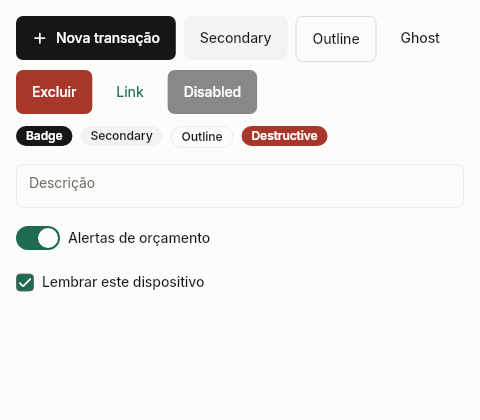 Nova transação Secondary Outline Ghost
Excluir Link Disabled
Badge Secondary Outline Destructive
Descrição
Alertas de orçamento
Lembrar este dispositivo